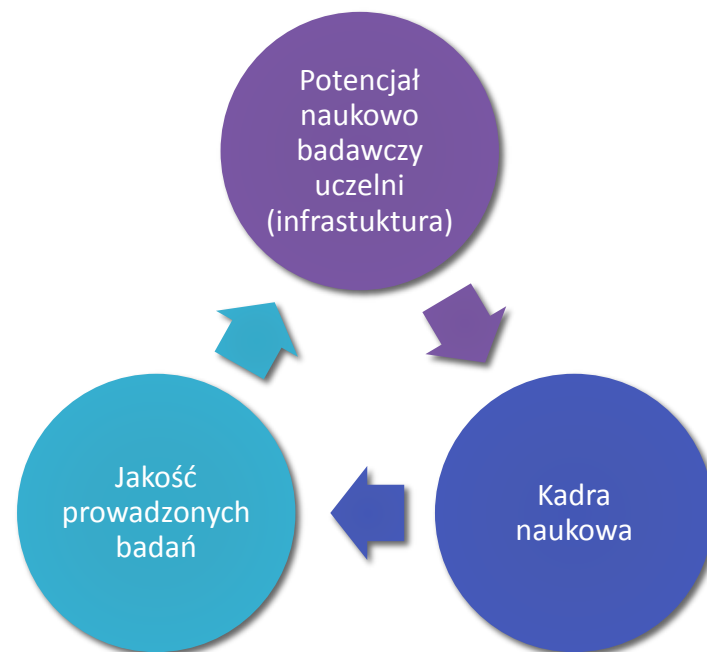 Potencjał
naukowo
badawczy
uczelni
(infrastuktura)
Kadra
naukowa
Jakość
prowadzonych
badań